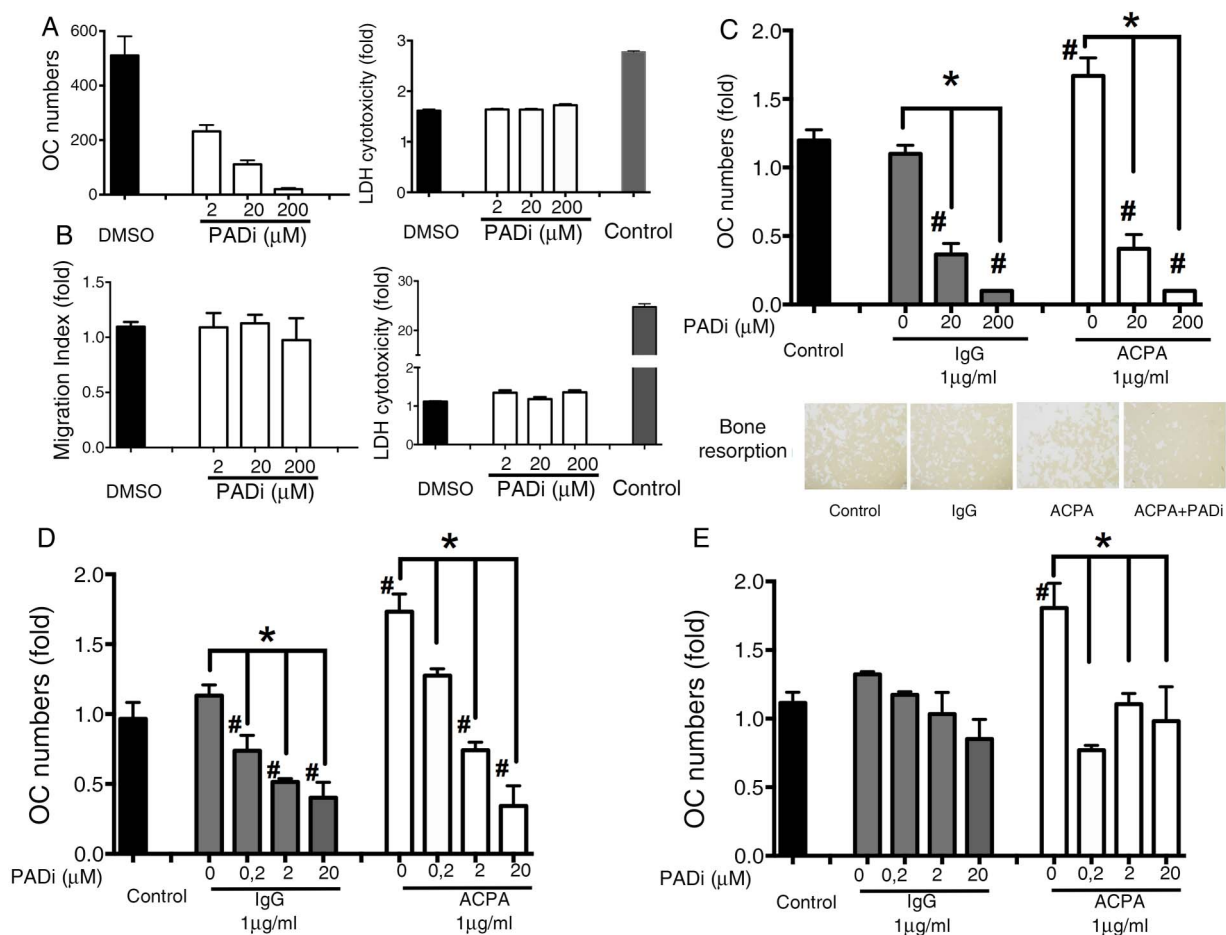 A
OC numbers
600
400
200
0
DMSO
2 20 200
PADi (μM)
LDH cytotoxicity (fold)
3
2
1
0
DMSO
2 20 200
PADi (μM)
Control
B
Migration Index (fold)
1.5
1.0
0.5
0.0
DMSO
2 20 200
PADi (μM)
LDH cytotoxicity (fold)
30
20
2
1
0
DMSO
2 20 200
PADi (μM)
Control
C
OC numbers (fold)
2.0
1.5
1.0
0.5
0.0
*
*
#
#
#
#
#
PADi (μM)
0 20 200
0 20 200
Control
IgG
1μg/ml
ACPA
1μg/ml
Bone
resorption
Control
IgG
ACPA
ACPA+PADi
D
OC numbers (fold)
2.0
1.5
1.0
0.5
0.0
*
*
#
#
#
#
#
#
PADi (μM)
0 0,2 2 20
0 0,2 2 20
Control
IgG
1μg/ml
ACPA
1μg/ml
E
OC numbers (fold)
2.0
1.5
1.0
0.5
0.0
*
#
PADi (μM)
0 0,2 2 20
0 0,2 2 20
Control
IgG
1μg/ml
ACPA
1μg/ml